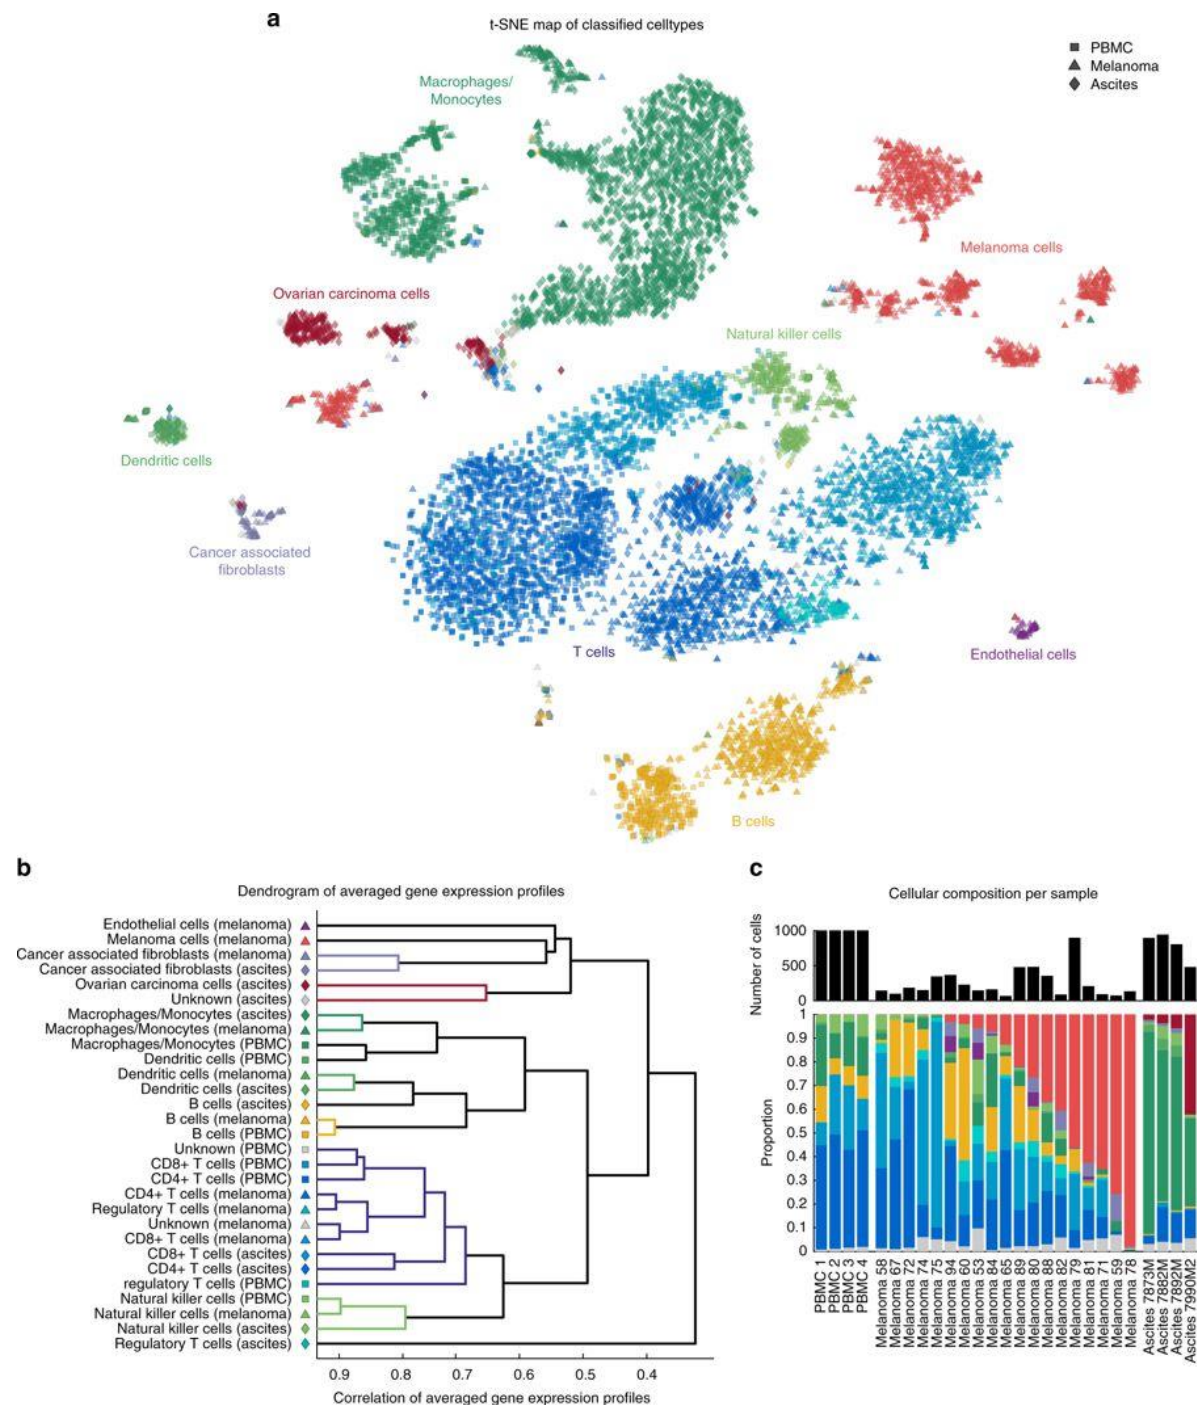 a
t-SNE map of classified celltypes
PBMC
Melanoma
Ascites
Macrophages/
Monocytes
Melanoma cells
Ovarian carcinoma cells
Natural killer cells
Dendritic cells
Cancer associated
fibroblasts
T cells
Endothelial cells
B cells
b
Dendrogram of averaged gene expression profiles
Endothelial cells (melanoma)
Melanoma cells (melanoma)
Cancer associated fibroblasts (melanoma)
Cancer associated fibroblasts (ascites)
Ovarian carcinoma cells (ascites)
Unknown (ascites)
Macrophages/Monocytes (ascites)
Macrophages/Monocytes (melanoma)
Macrophages/Monocytes (PBMC)
Dendritic cells (PBMC)
Dendritic cells (melanoma)
Dendritic cells (ascites)
B cells (ascites)
B cells (melanoma)
B cells (PBMC)
Unknown (PBMC)
CD8+ T cells (PBMC)
CD4+ T cells (PBMC)
CD4+ T cells (melanoma)
Regulatory T cells (melanoma)
Unknown (melanoma)
CD8+ T cells (melanoma)
CD8+ T cells (ascites)
CD4+ T cells (ascites)
regulatory T cells (PBMC)
Natural killer cells (PBMC)
Natural killer cells (melanoma)
Natural killer cells (ascites)
Regulatory T cells (ascites)
0.9 0.8 0.7 0.6 0.5 0.4
Correlation of averaged gene expression profiles
c
Cellular composition per sample
Number of cells
1000
500
0
Proportion
1
0.9
0.8
0.7
0.6
0.5
0.4
0.3
0.2
0.1
0
PBMC 1
PBMC 2
PBMC 3
PBMC 4
Melanoma 58
Melanoma 67
Melanoma 72
Melanoma 74
Melanoma 75
Melanoma 94
Melanoma 60
Melanoma 53
Melanoma 84
Melanoma 65
Melanoma 89
Melanoma 80
Melanoma 88
Melanoma 82
Melanoma 79
Melanoma 81
Melanoma 71
Melanoma 59
Melanoma 78
Ascites 7873M
Ascites 7882M
Ascites 7892M
Ascites 7990M2